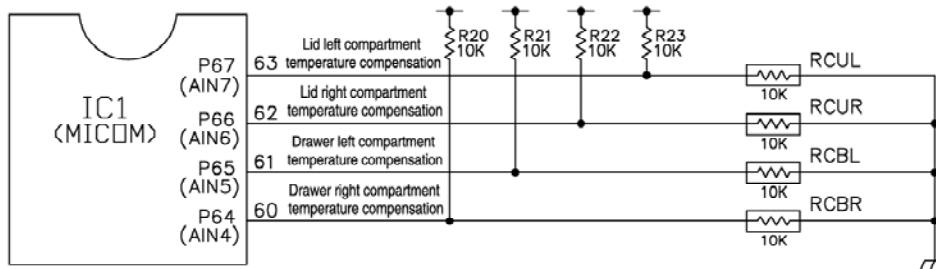 R20 R21 R22 R23
10K 10K 10K 10K
P67 63 Lid left compartment RCUL
(AIN7) temperature compensation
10K
IC1
(MICOM)
P66 62 Lid right compartment RCUR
(AIN6) temperature compensation
10K
P65 61 Drawer left compartment RCBL
(AIN5) temperature compensation
10K
P64 60 Drawer right compartment RCBR
(AIN4) temperature compensation
10K